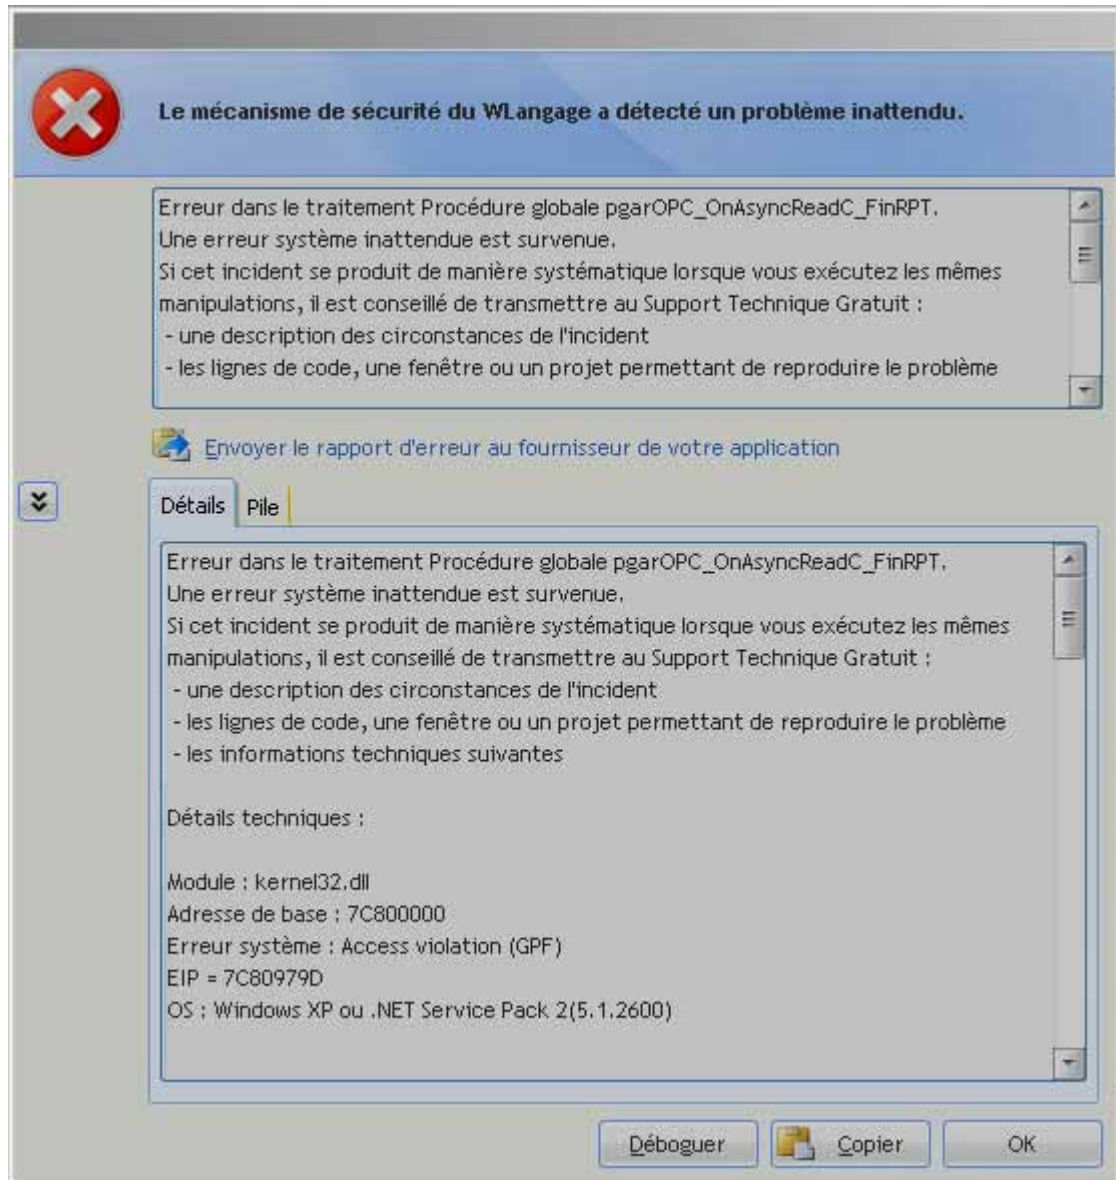 Le mécanisme de sécurité du WLangage a détecté un problème inattendu.
Erreur dans le traitement Procédure globale pgarOPC_OnAsyncReadC_FinRPT.
Une erreur système inattendue est survenue.
Si cet incident se produit de manière systématique lorsque vous exécutez les mêmes
manipulations, il est conseillé de transmettre au Support Technique Gratuit :
- une description des circonstances de l'incident
- les lignes de code, une fenêtre ou un projet permettant de reproduire le problème
Envoyer le rapport d'erreur au fournisseur de votre application
Détails Pile
Erreur dans le traitement Procédure globale pgarOPC_OnAsyncReadC_FinRPT.
Une erreur système inattendue est survenue.
Si cet incident se produit de manière systématique lorsque vous exécutez les mêmes
manipulations, il est conseillé de transmettre au Support Technique Gratuit :
- une description des circonstances de l'incident
- les lignes de code, une fenêtre ou un projet permettant de reproduire le problème
- les informations techniques suivantes
Détails techniques :
Module : kernel32.dll
Adresse de base : 7C800000
Erreur système : Access violation (GPF)
EIP = 7C80979D
OS : Windows XP ou .NET Service Pack 2(5.1.2600)
Déboguer Copier OK